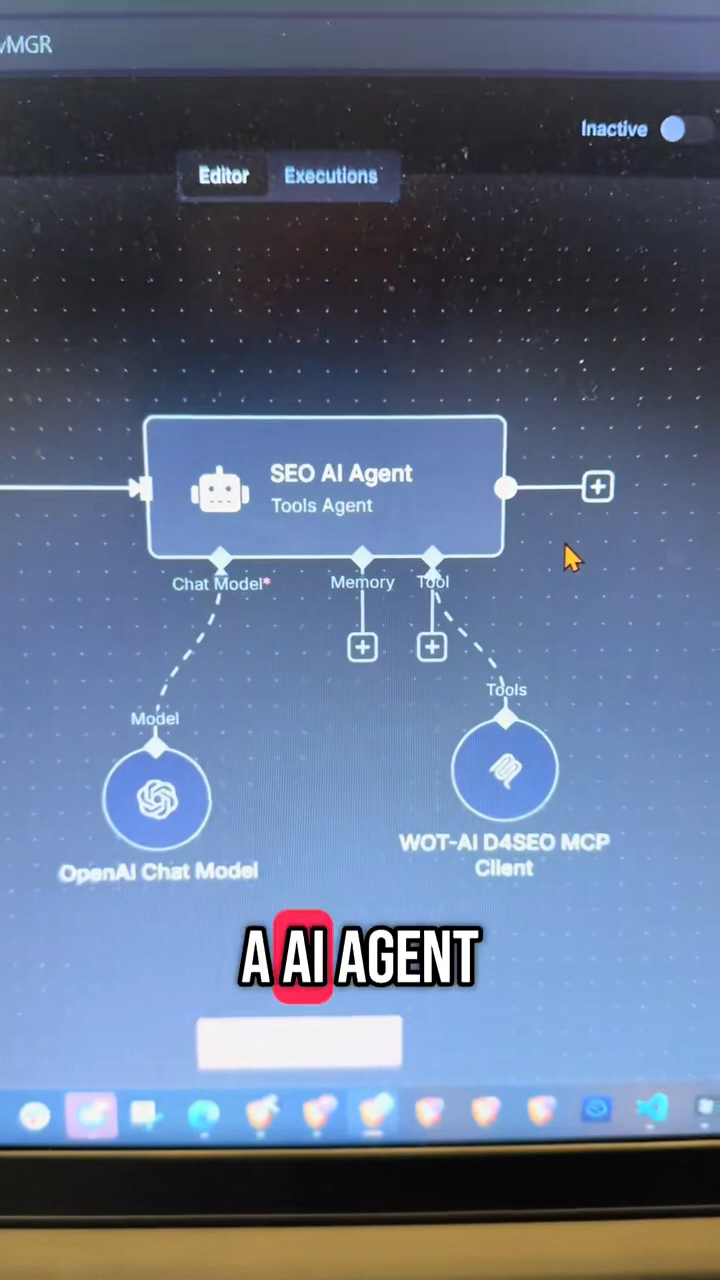 vMGR
Inactive
Editor
Executions
SEO AI Agent
Tools Agent
Chat Model*
Memory
Tool
Tools
Model
WOT-AI D4SEO MCP
Client
OpenAI Chat Model
A AI AGENT